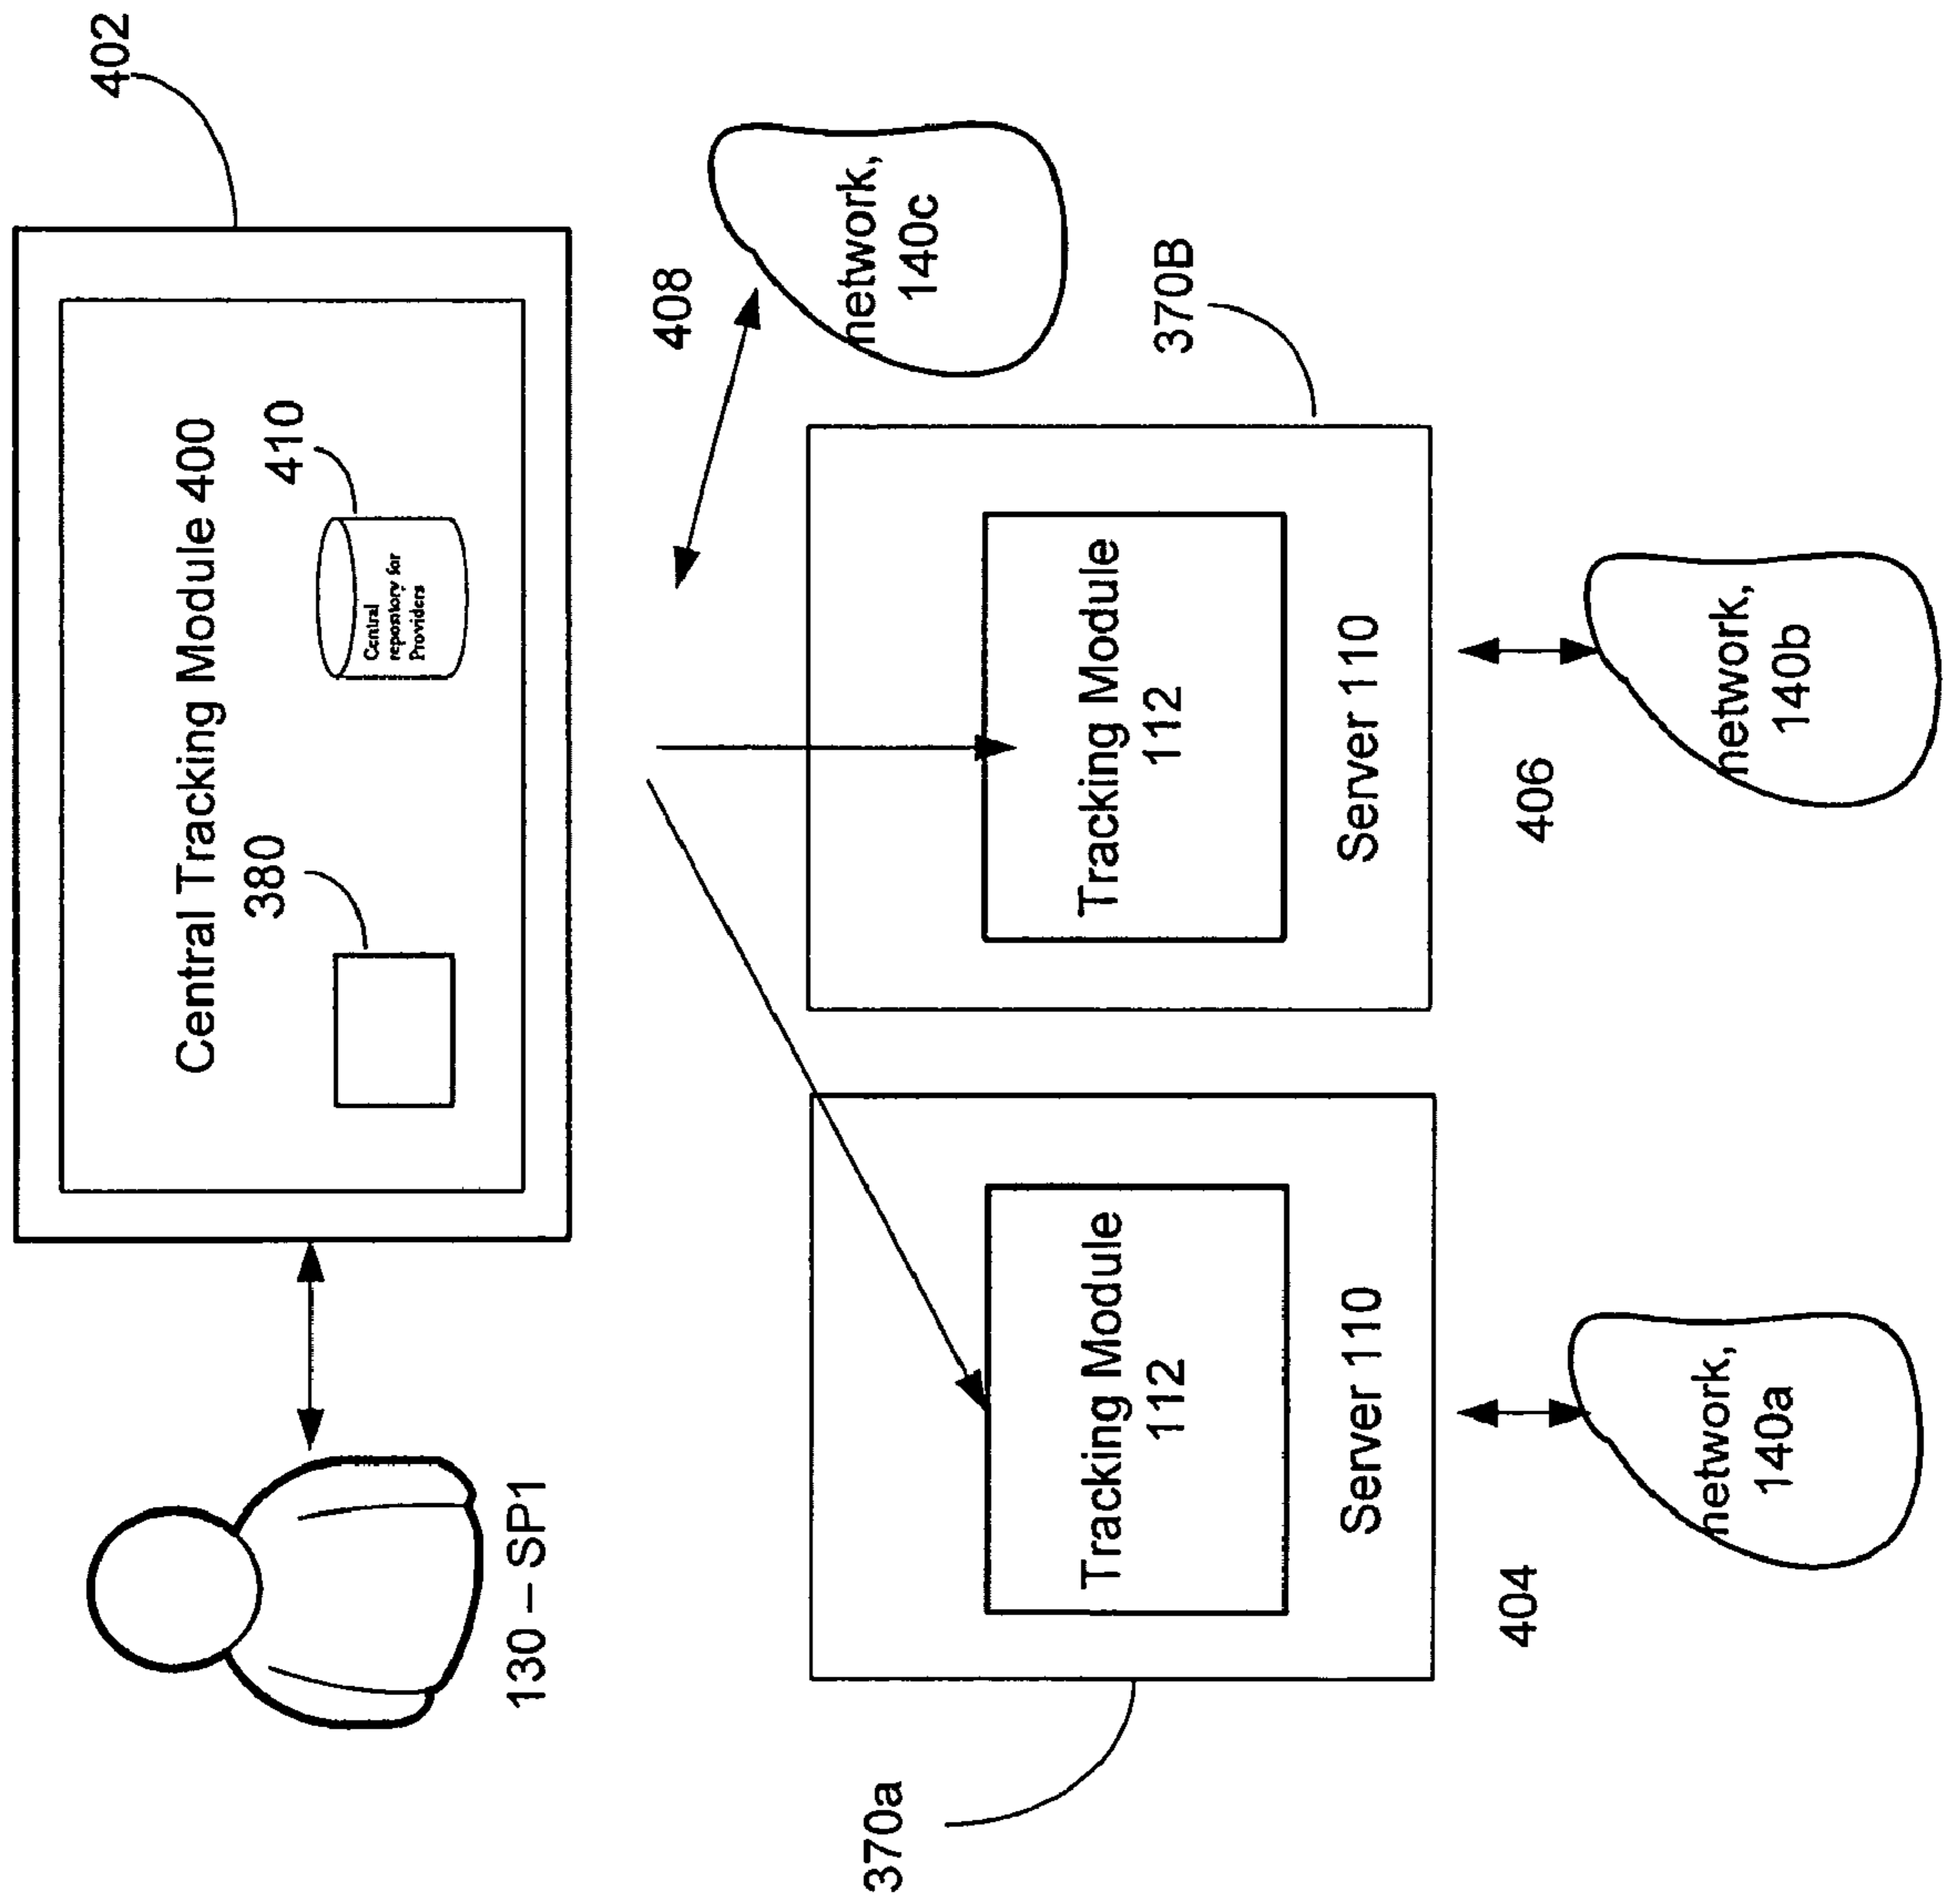 402
Central Tracking Module 400
380
410
Central
repository for
Providers
130 – SP1
408
network,
140c
370a
370B
Tracking Module
112
Server 110
Tracking Module
112
Server 110
404
406
network,
140a
network,
140b